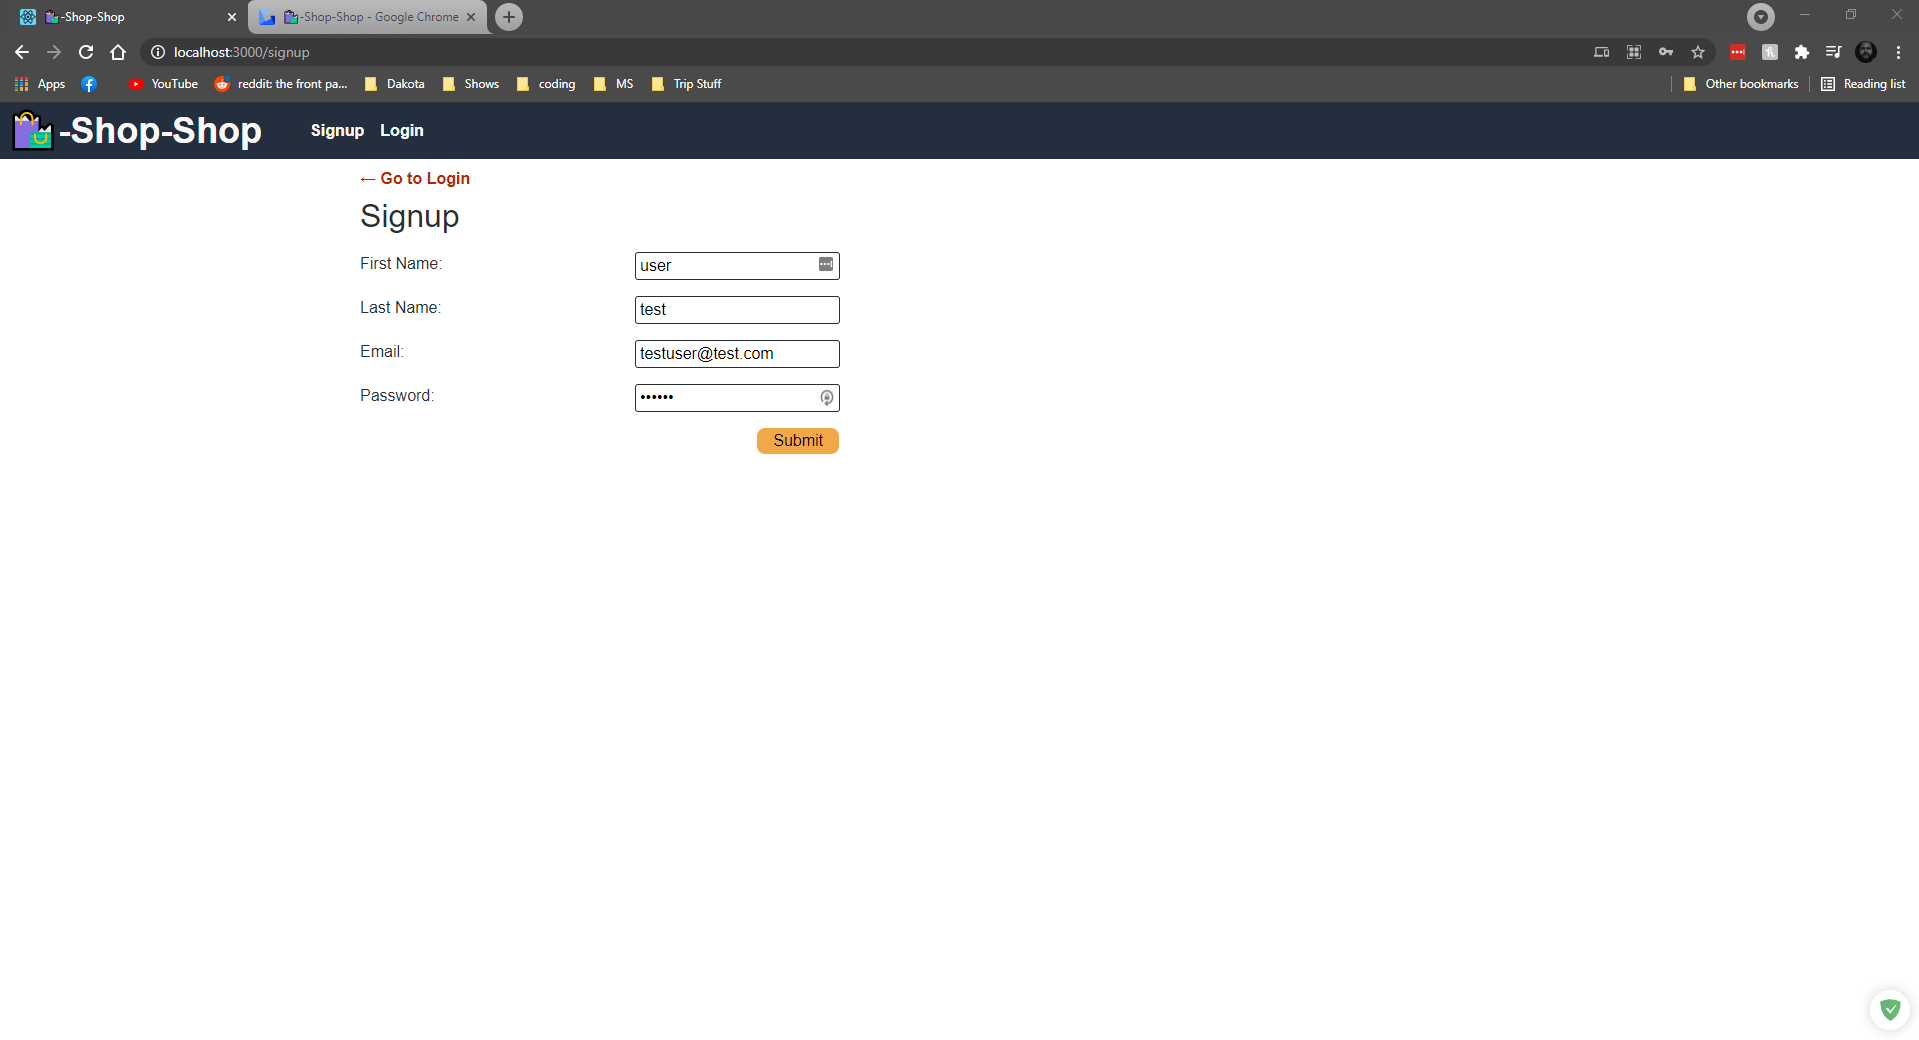 -Shop-Shop
-Shop-Shop - Google Chrome
localhost:3000/signup
Apps YouTube reddit: the front pa... Dakota Shows coding MS Trip Stuff Other bookmarks Reading list
-Shop-Shop Signup Login
← Go to Login
Signup
First Name: user
Last Name: test
Email: testuser@test.com
Password: ••••••
Submit